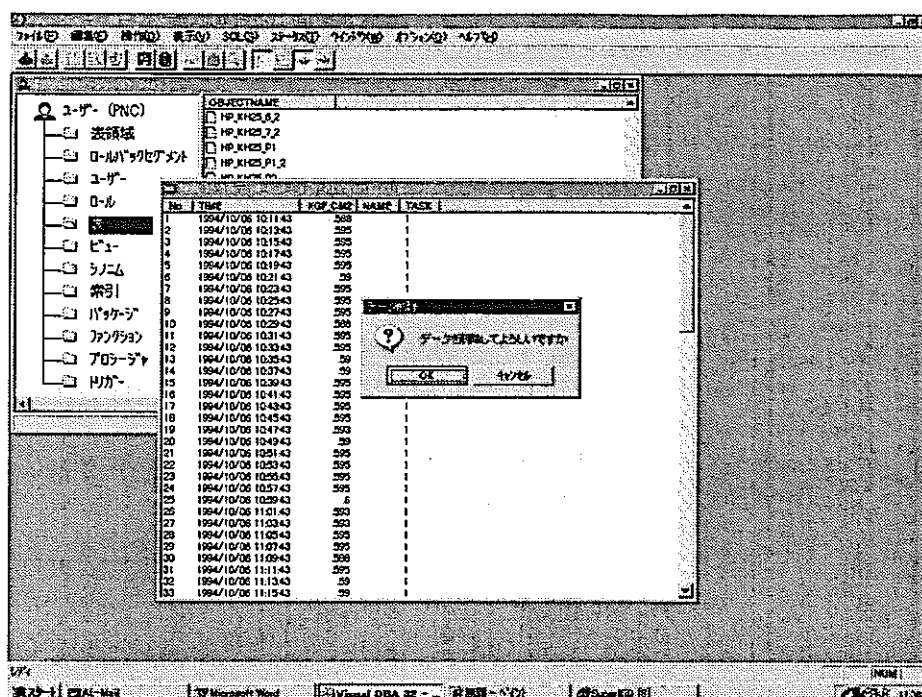 ファイル(F) 編集(E) 操作(O) 表示(V) SQL(S) ステータス(T) ウインドウ(W) オプション(O) ヘルプ(H)
ユーザー (PNC)
表領域
ロールバックセグメント
ユーザー
ロール
ビュー
シノニム
索引
パッケージ
ファンクション
プロシージャ
トリガー
OBJECTNAME
HP_KH25_6_2
HP_KH25_7_2
HP_KH25_P1
HP_KH25_P1_2
No TIME KGF_CM2 NAME TASK
1 1994/10/06 10:11:43 .588 1
2 1994/10/06 10:13:43 .595 1
3 1994/10/06 10:15:43 .595 1
4 1994/10/06 10:17:43 .595 1
5 1994/10/06 10:19:43 .595 1
6 1994/10/06 10:21:43 .59 1
7 1994/10/06 10:23:43 .595 1
8 1994/10/06 10:25:43 .595 1
9 1994/10/06 10:27:43 .595 1
10 1994/10/06 10:29:43 .588 1
11 1994/10/06 10:31:43 .595 1
12 1994/10/06 10:33:43 .595 1
13 1994/10/06 10:35:43 .59 1
14 1994/10/06 10:37:43 .59 1
15 1994/10/06 10:39:43 .595 1
16 1994/10/06 10:41:43 .595 1
17 1994/10/06 10:43:43 .595 1
18 1994/10/06 10:45:43 .595 1
19 1994/10/06 10:47:43 .593 1
20 1994/10/06 10:49:43 .59 1
21 1994/10/06 10:51:43 .595 1
22 1994/10/06 10:53:43 .595 1
23 1994/10/06 10:55:43 .595 1
24 1994/10/06 10:57:43 .595 1
25 1994/10/06 10:59:43 .6 1
26 1994/10/06 11:01:43 .593 1
27 1994/10/06 11:03:43 .593 1
28 1994/10/06 11:05:43 .595 1
29 1994/10/06 11:07:43 .595 1
30 1994/10/06 11:09:43 .588 1
31 1994/10/06 11:11:43 .595 1
32 1994/10/06 11:13:43 .59 1
33 1994/10/06 11:15:43 .59 1
してよろしいですか
OK キャンセル
レディ NUM
スタート AL-Mail Microsoft Word Visual DBA 32 - 無題 - ペイント